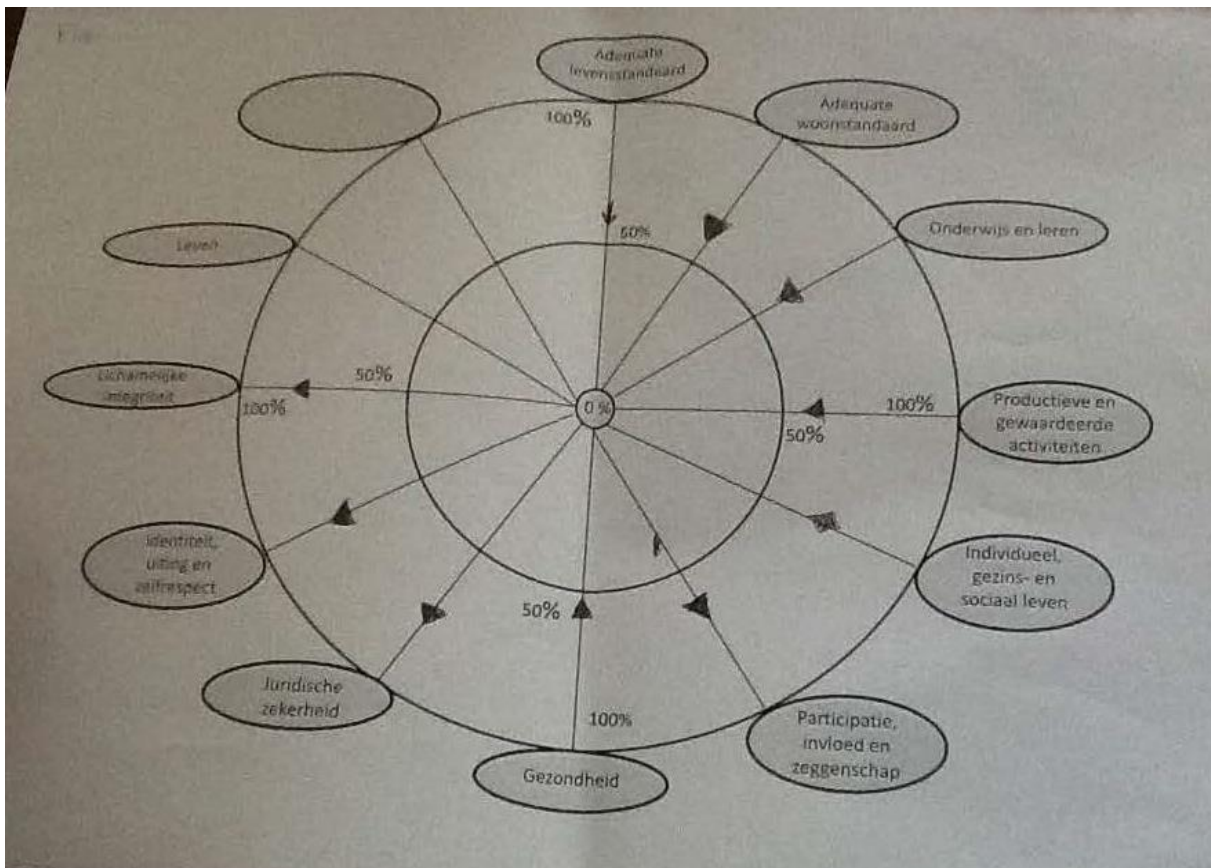 Adequate
levensstandaard
Adequate
woonstandaard
100%
50%
Onderwijs en leren
Leven
Lichamelijke
integriteit
50%
100%
0 %
100%
50%
Productieve en
gewaardeerde
activiteiten
Identiteit,
uiting en
zelfrespect
Individueel,
gezins- en
sociaal leven
50%
Juridische
zekerheid
100%
Participatie,
invloed en
zeggenschap
Gezondheid